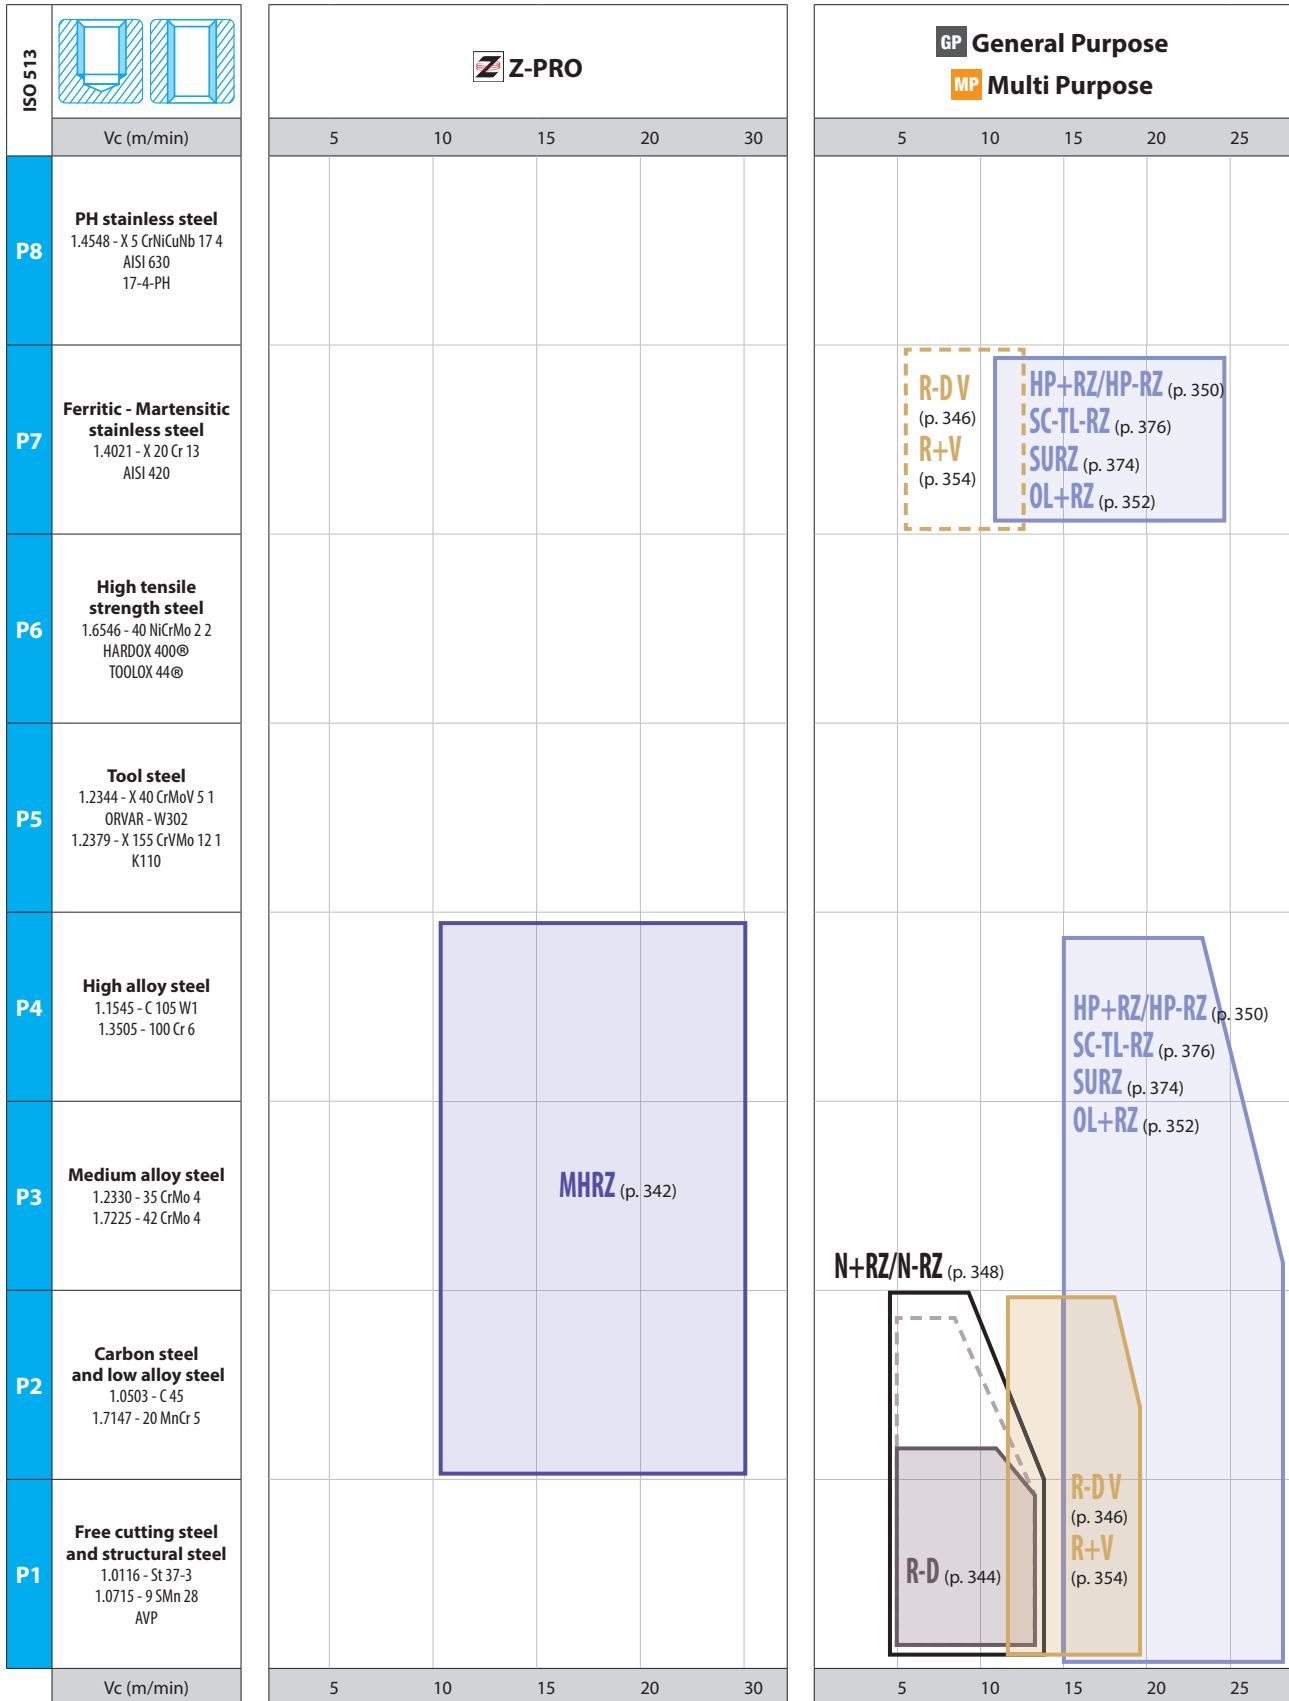 ISO 513
Z-PRO
GP General Purpose
MP Multi Purpose
Vc (m/min)
5 10 15 20 30
5 10 15 20 25
P8
PH stainless steel
1.4548 - X 5 CrNiCuNb 17 4
AISI 630
17-4-PH
P7
Ferritic - Martensitic
stainless steel
1.4021 - X 20 Cr 13
AISI 420
R-D V
(p. 346)
R+V
(p. 354)
HP+RZ/HP-RZ (p. 350)
SC-TL-RZ (p. 376)
SURZ (p. 374)
OL+RZ (p. 352)
P6
High tensile
strength steel
1.6546 - 40 NiCrMo 2 2
HARDOX 400®
TOOLOX 44®
P5
Tool steel
1.2344 - X 40 CrMoV 5 1
ORVAR - W302
1.2379 - X 155 CrVMo 12 1
K110
P4
High alloy steel
1.1545 - C 105 W1
1.3505 - 100 Cr 6
HP+RZ/HP-RZ (p. 350)
SC-TL-RZ (p. 376)
SURZ (p. 374)
OL+RZ (p. 352)
P3
Medium alloy steel
1.2330 - 35 CrMo 4
1.7225 - 42 CrMo 4
MHRZ (p. 342)
N+RZ/N-RZ (p. 348)
P2
Carbon steel
and low alloy steel
1.0503 - C 45
1.7147 - 20 MnCr 5
P1
Free cutting steel
and structural steel
1.0116 - St 37-3
1.0715 - 9 SMn 28
AVP
R-D (p. 344)
R-D V
(p. 346)
R+V
(p. 354)
Vc (m/min)
5 10 15 20 30
5 10 15 20 25